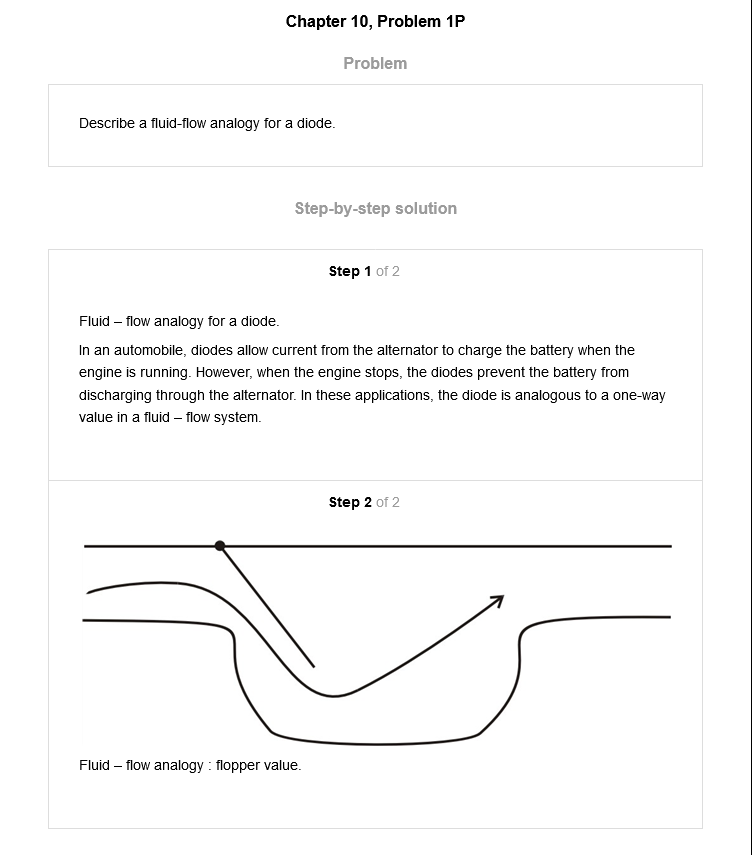 Chapter 10, Problem 1P
Problem
Describe a fluid-flow analogy for a diode.
Step-by-step solution
Step 1 of 2
Fluid – flow analogy for a diode.
In an automobile, diodes allow current from the alternator to charge the battery when the
engine is running. However, when the engine stops, the diodes prevent the battery from
discharging through the alternator. In these applications, the diode is analogous to a one-way
value in a fluid – flow system.
Step 2 of 2
Fluid – flow analogy : flopper value.